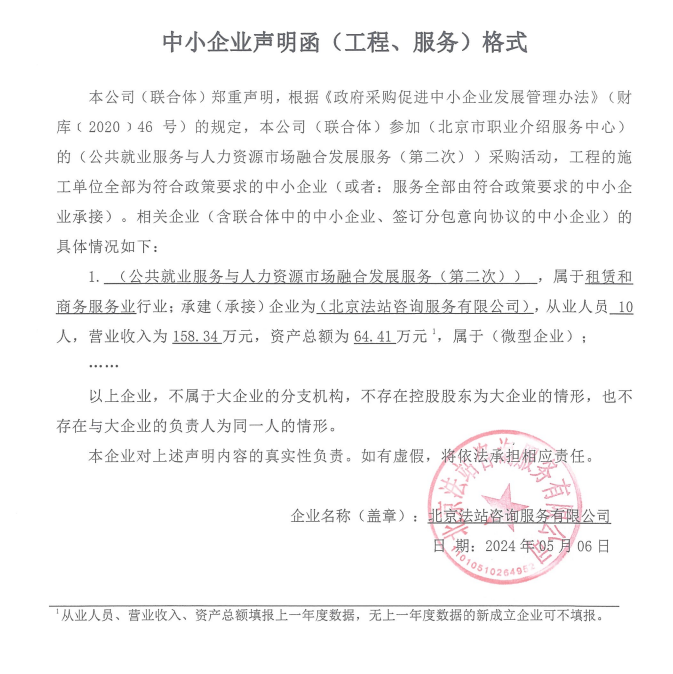 中小企业声明函（工程、服务）格式
本公司（联合体）郑重声明，根据《政府采购促进中小企业发展管理办法》（财
库﹝2020﹞46 号）的规定，本公司（联合体）参加（北京市职业介绍服务中心）
的（公共就业服务与人力资源市场融合发展服务（第二次））采购活动，工程的施
工单位全部为符合政策要求的中小企业（或者：服务全部由符合政策要求的中小企
业承接）。相关企业（含联合体中的中小企业、签订分包意向协议的中小企业）的
具体情况如下：
1. （公共就业服务与人力资源市场融合发展服务（第二次）） ，属于租赁和
商务服务业行业；承建（承接）企业为（北京法站咨询服务有限公司），从业人员 10
人，营业收入为 158.34 万元，资产总额为 64.41 万元¹，属于（微型企业）；
……
以上企业，不属于大企业的分支机构，不存在控股股东为大企业的情形，也不
存在与大企业的负责人为同一人的情形。
本企业对上述声明内容的真实性负责。如有虚假，将依法承担相应责任。
企业名称（盖章）：北京法站咨询服务有限公司
日 期：2024 年 05 月 06 日
北京法站咨询服务有限公司
¹从业人员、营业收入、资产总额填报上一年度数据，无上一年度数据的新成立企业可不填报。